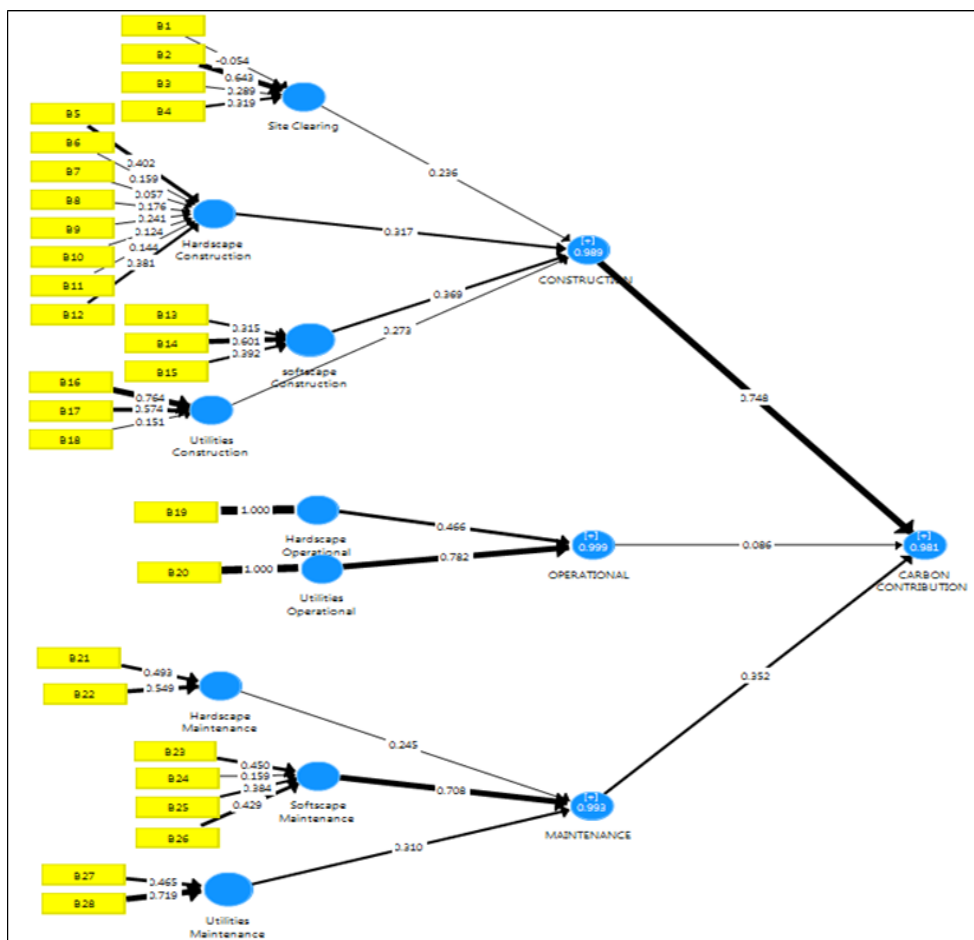 B1
B2
B3
B4
-0.054
0.643
0.289
0.319
Site Clearing
0.236
B5
B6
B7
B8
B9
B10
B11
B12
0.402
0.159
0.057
0.176
0.241
0.124
0.144
0.381
Hardscape
Construction
0.317
[+]
0.989
CONSTRUCTION
B13
B14
B15
0.315
0.601
0.392
softscape
Construction
0.369
B16
B17
B18
0.764
0.574
0.151
Utilities
Construction
0.273
0.748
B19
1.000
Hardscape
Operational
0.466
B20
1.000
Utilities
Operational
0.782
[+]
0.999
OPERATIONAL
0.086
[+]
0.981
CARBON
CONTRIBUTION
B21
B22
0.493
0.549
Hardscape
Maintenance
0.245
B23
B24
B25
B26
0.450
0.159
0.384
0.429
Softscape
Maintenance
0.708
[+]
0.993
MAINTENANCE
0.352
B27
B28
0.465
0.719
Utilities
Maintenance
0.310